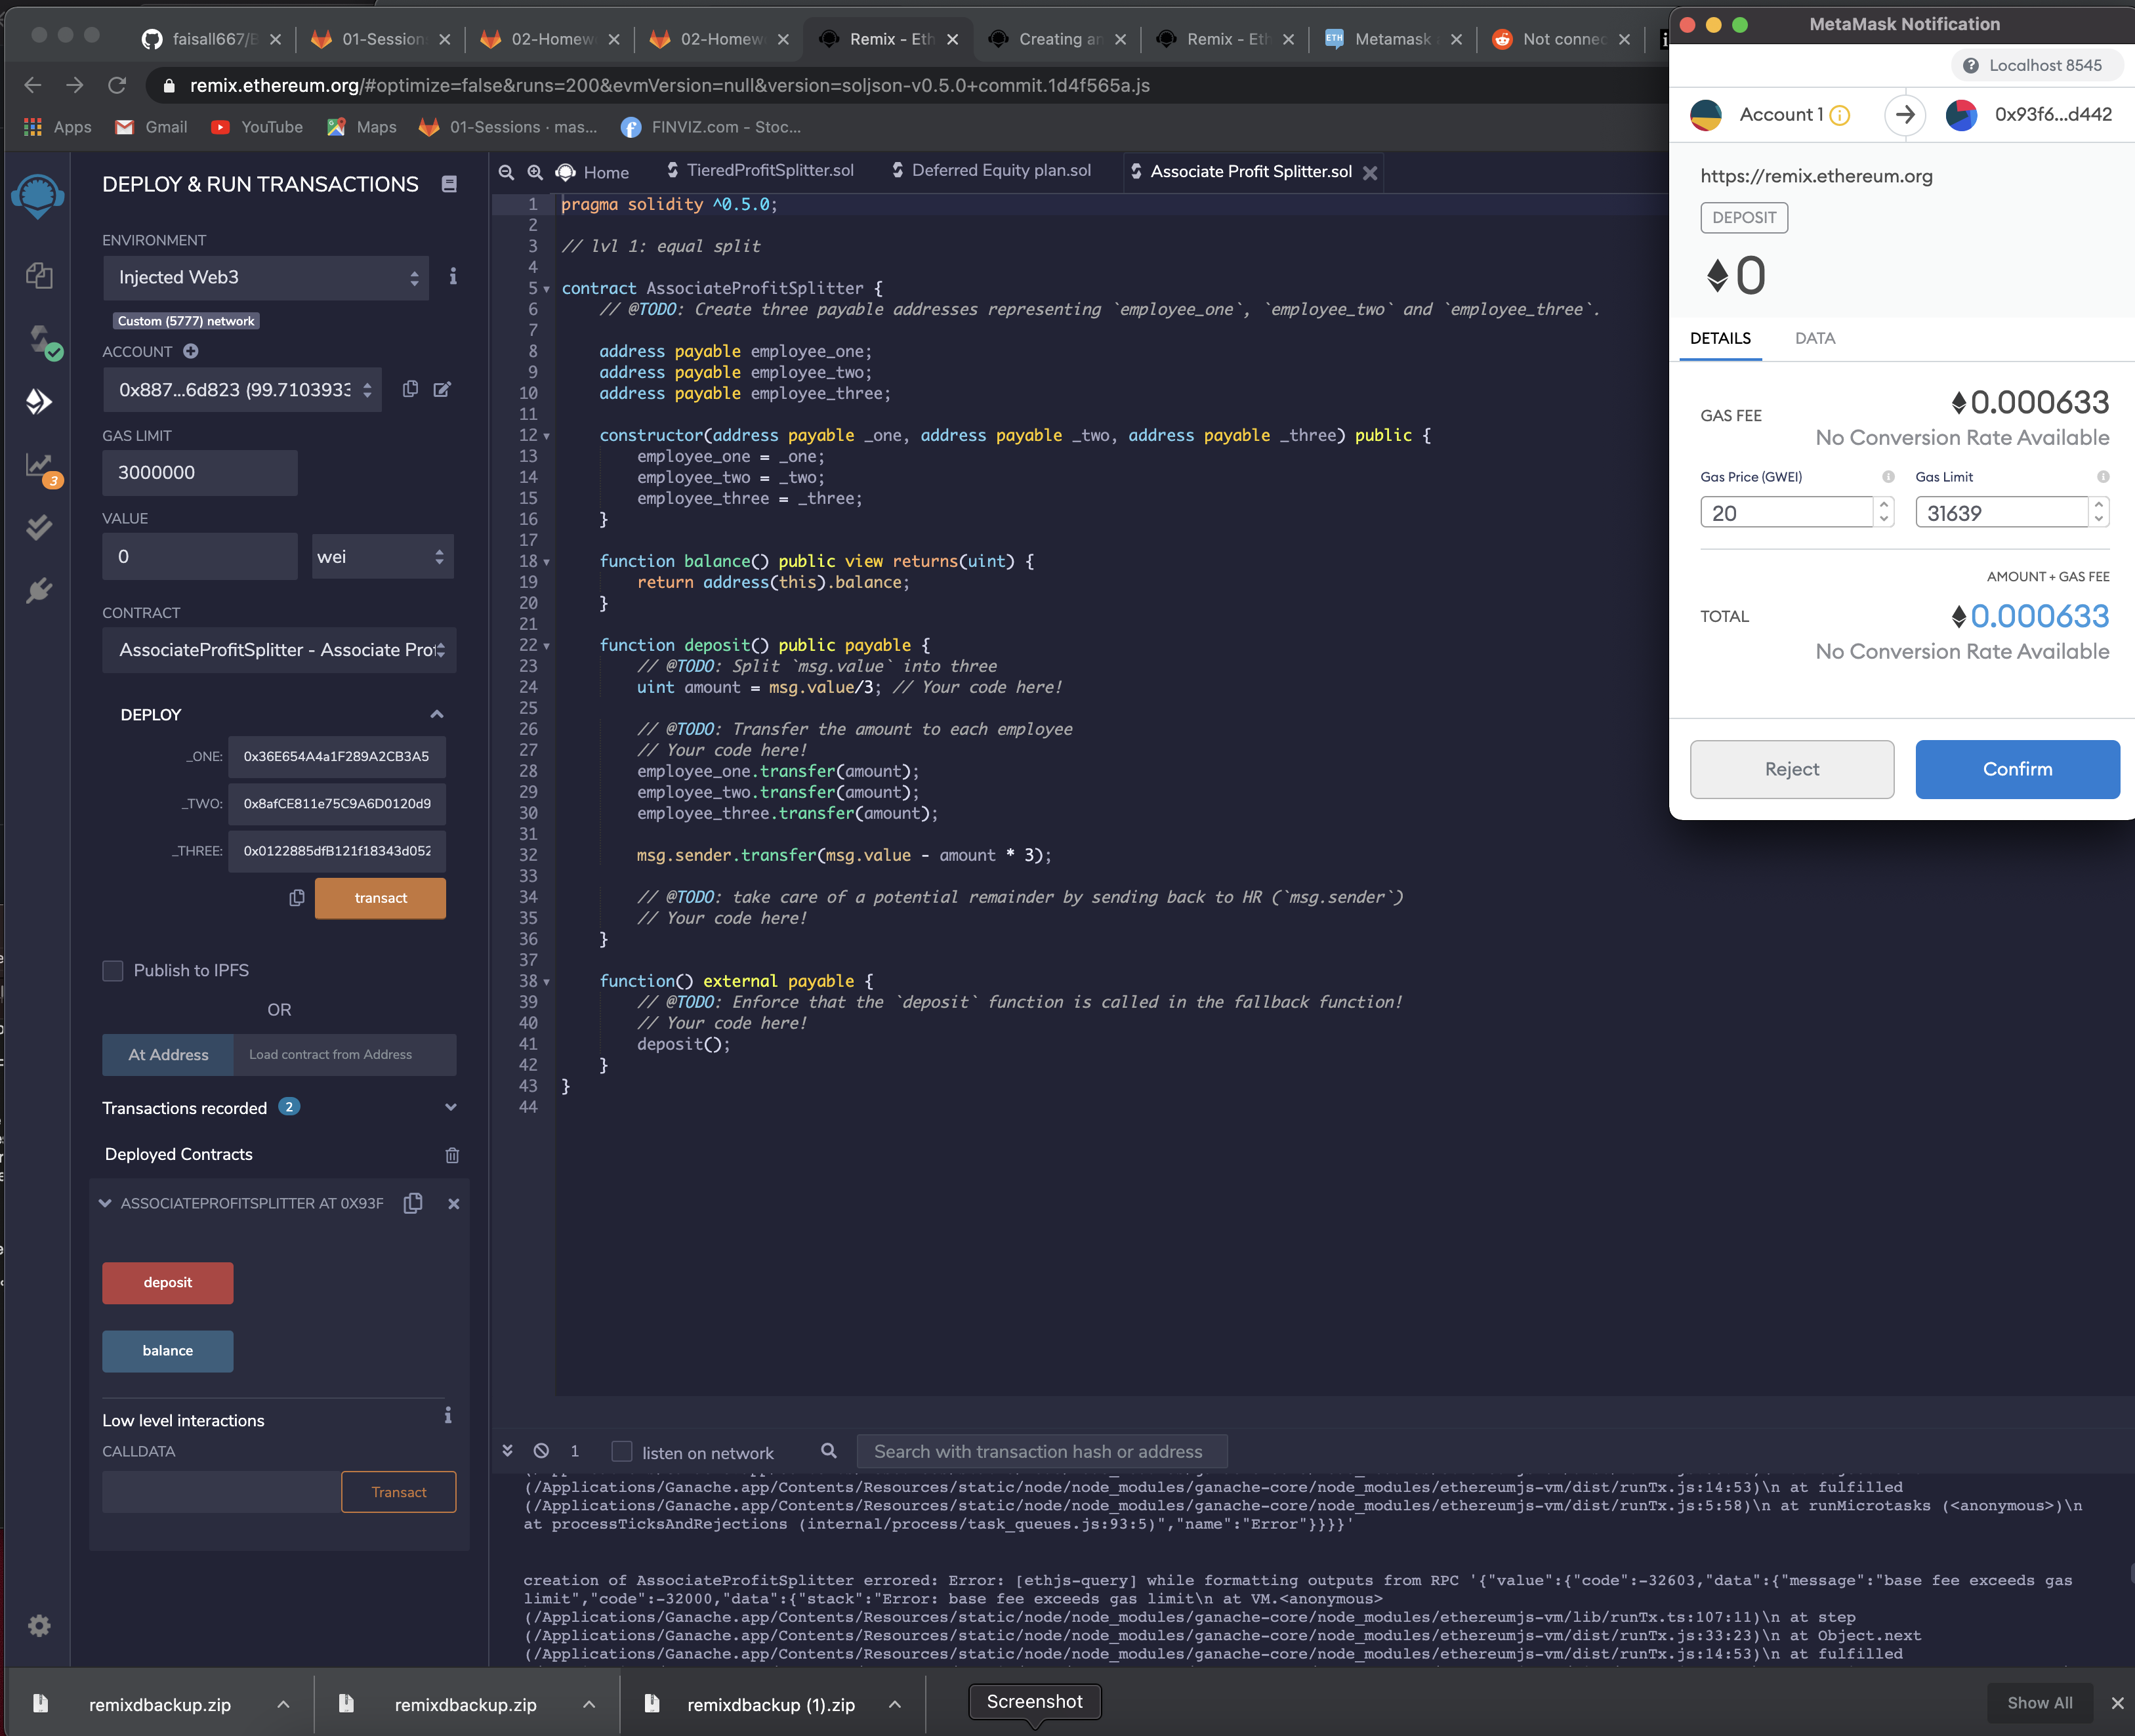 faisall667/B
01-Session
02-Homew
02-Homew
Remix - Eth
Creating an
Remix - Eth
Metamask
Not connec
remix.ethereum.org/#optimize=false&runs=200&evmVersion=null&version=soljson-v0.5.0+commit.1d4f565a.js
Apps
Gmail
YouTube
Maps
01-Sessions · mas...
FINVIZ.com - Stoc...
DEPLOY & RUN TRANSACTIONS
ENVIRONMENT
Injected Web3
Custom (5777) network
ACCOUNT
0x887...6d823 (99.7103933
GAS LIMIT
3000000
VALUE
0
wei
CONTRACT
AssociateProfitSplitter - Associate Prof
DEPLOY
_ONE: 0x36E654A4a1F289A2CB3A5
_TWO: 0x8afCE811e75C9A6D0120d9
_THREE: 0x0122885dfB121f18343d052
transact
Publish to IPFS
OR
At Address
Load contract from Address
Transactions recorded 2
Deployed Contracts
ASSOCIATEPROFITSPLITTER AT 0X93F
deposit
balance
Low level interactions
CALLDATA
Transact
3
Home
TieredProfitSplitter.sol
Deferred Equity plan.sol
Associate Profit Splitter.sol
1 pragma solidity ^0.5.0;
2
3 // lvl 1: equal split
4
5 contract AssociateProfitSplitter {
6 // @TODO: Create three payable addresses representing `employee_one`, `employee_two` and `employee_three`.
7
8 address payable employee_one;
9 address payable employee_two;
10 address payable employee_three;
11
12 constructor(address payable _one, address payable _two, address payable _three) public {
13 employee_one = _one;
14 employee_two = _two;
15 employee_three = _three;
16 }
17
18 function balance() public view returns(uint) {
19 return address(this).balance;
20 }
21
22 function deposit() public payable {
23 // @TODO: Split `msg.value` into three
24 uint amount = msg.value/3; // Your code here!
25
26 // @TODO: Transfer the amount to each employee
27 // Your code here!
28 employee_one.transfer(amount);
29 employee_two.transfer(amount);
30 employee_three.transfer(amount);
31
32 msg.sender.transfer(msg.value - amount * 3);
33
34 // @TODO: take care of a potential remainder by sending back to HR (`msg.sender`)
35 // Your code here!
36 }
37
38 function() external payable {
39 // @TODO: Enforce that the `deposit` function is called in the fallback function!
40 // Your code here!
41 deposit();
42 }
43 }
44
1
listen on network
Search with transaction hash or address
(/Applications/Ganache.app/Contents/Resources/static/node/node_modules/ganache-core/node_modules/ethereumjs-vm/dist/runTx.js:14:53)\n at fulfilled
(/Applications/Ganache.app/Contents/Resources/static/node/node_modules/ganache-core/node_modules/ethereumjs-vm/dist/runTx.js:5:58)\n at runMicrotasks (<anonymous>)\n
at processTicksAndRejections (internal/process/task_queues.js:93:5)","name":"Error"}}}}'
creation of AssociateProfitSplitter errored: Error: [ethjs-query] while formatting outputs from RPC '{"value":{"code":-32603,"data":{"message":"base fee exceeds gas
limit","code":-32000,"data":{"stack":"Error: base fee exceeds gas limit\n at VM.<anonymous>
(/Applications/Ganache.app/Contents/Resources/static/node/node_modules/ganache-core/node_modules/ethereumjs-vm/lib/runTx.ts:107:11)\n at step
(/Applications/Ganache.app/Contents/Resources/static/node/node_modules/ganache-core/node_modules/ethereumjs-vm/dist/runTx.js:33:23)\n at Object.next
(/Applications/Ganache.app/Contents/Resources/static/node/node_modules/ganache-core/node_modules/ethereumjs-vm/dist/runTx.js:14:53)\n at fulfilled
MetaMask Notification
Localhost 8545
Account 1
0x93f6...d442
https://remix.ethereum.org
DEPOSIT
0
DETAILS
DATA
GAS FEE
0.000633
No Conversion Rate Available
Gas Price (GWEI)
Gas Limit
20
31639
AMOUNT + GAS FEE
TOTAL
0.000633
No Conversion Rate Available
Reject
Confirm
remixdbackup.zip
remixdbackup.zip
remixdbackup (1).zip
Screenshot
Show All